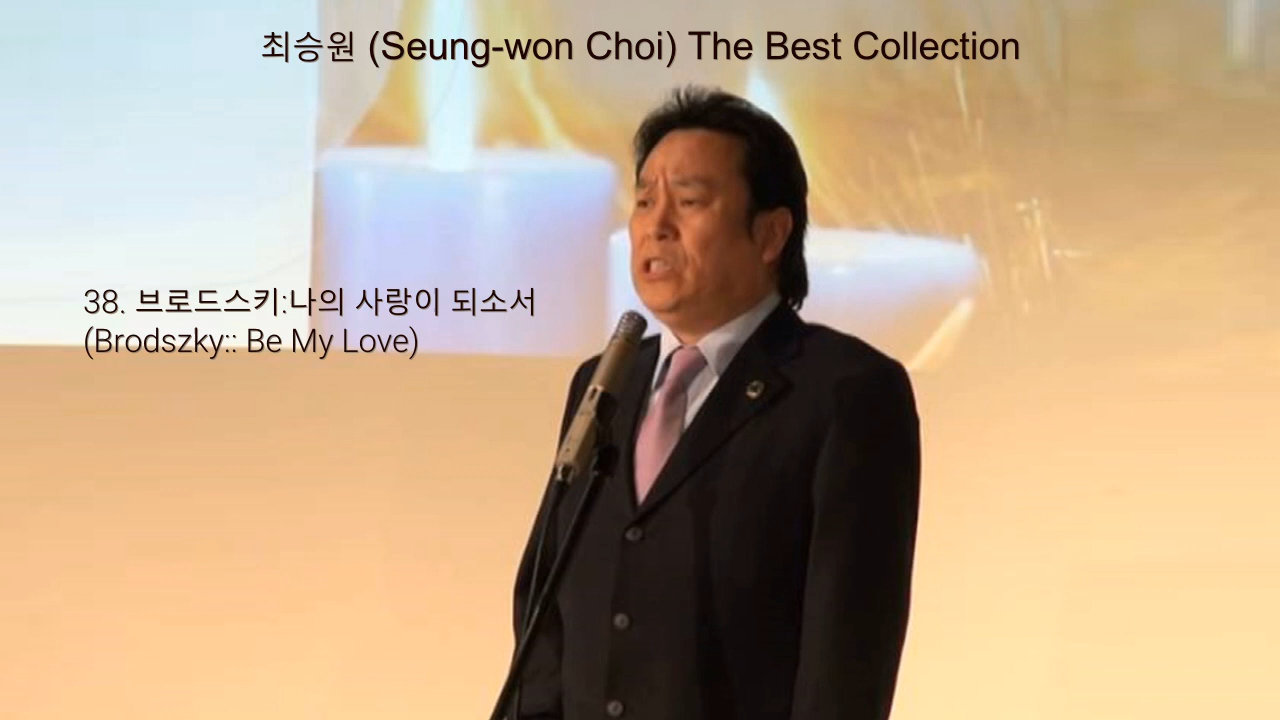 최승원 (Seung-won Choi) The Best Collection
38. 브로드스키:나의 사랑이 되소서
(Brodszky:: Be My Love)